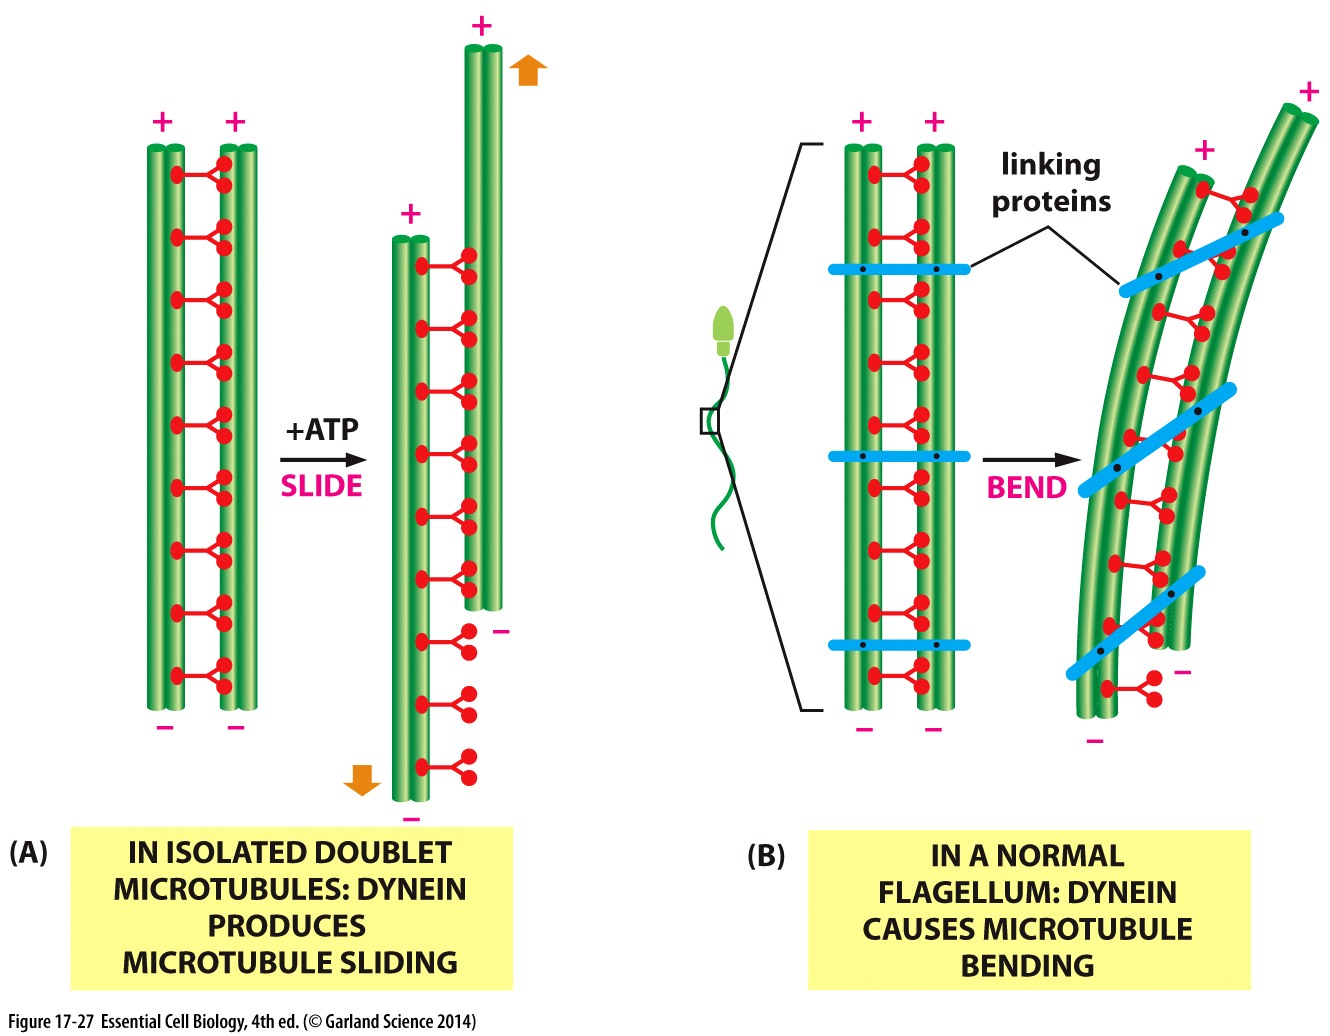 +
+
+
+
+
+ATP
SLIDE
−
−
−
−
(A)
IN ISOLATED DOUBLET
MICROTUBULES: DYNEIN
PRODUCES
MICROTUBULE SLIDING
+
+
linking
proteins
+
+
BEND
−
−
−
−
(B)
IN A NORMAL
FLAGELLUM: DYNEIN
CAUSES MICROTUBULE
BENDING
Figure 17-27 Essential Cell Biology, 4th ed. (© Garland Science 2014)